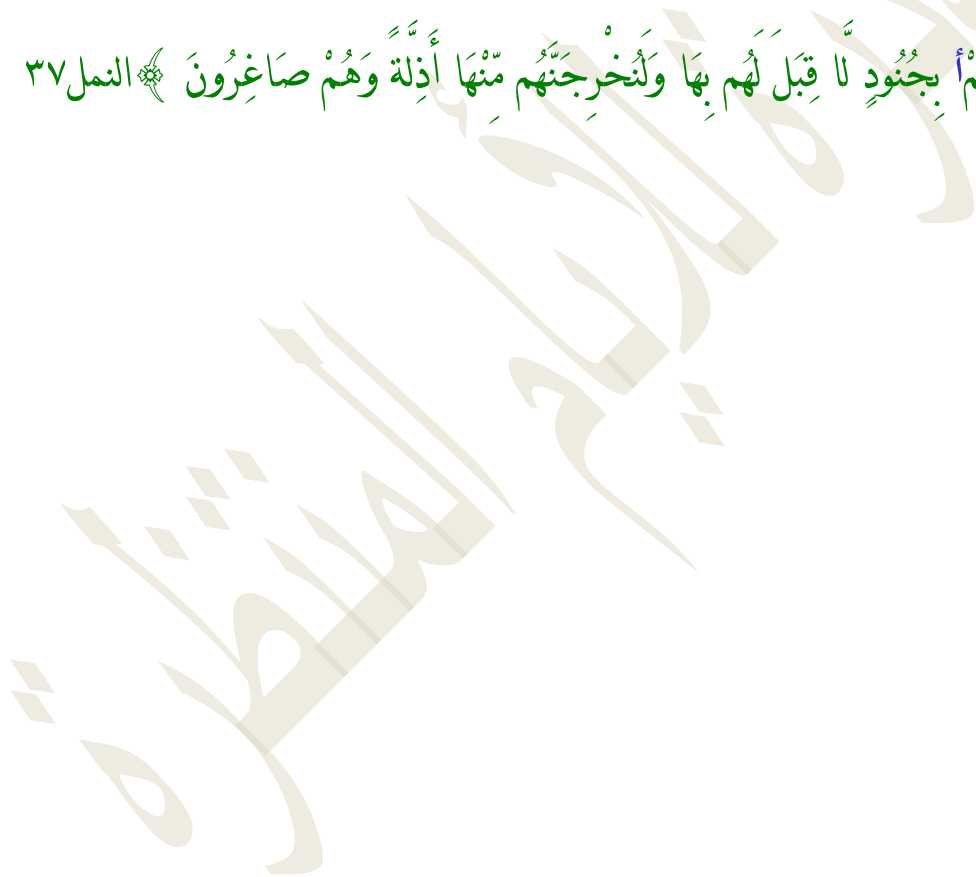 مْأ بِجُنُودٍ لَّا قِبَلَ لَهُم بِهَا وَلَنُخْرِجَنَّهُم مِّنْهَا أَذِلَّةً وَهُمْ صَاغِرُونَ ﴾ النمل٣٧